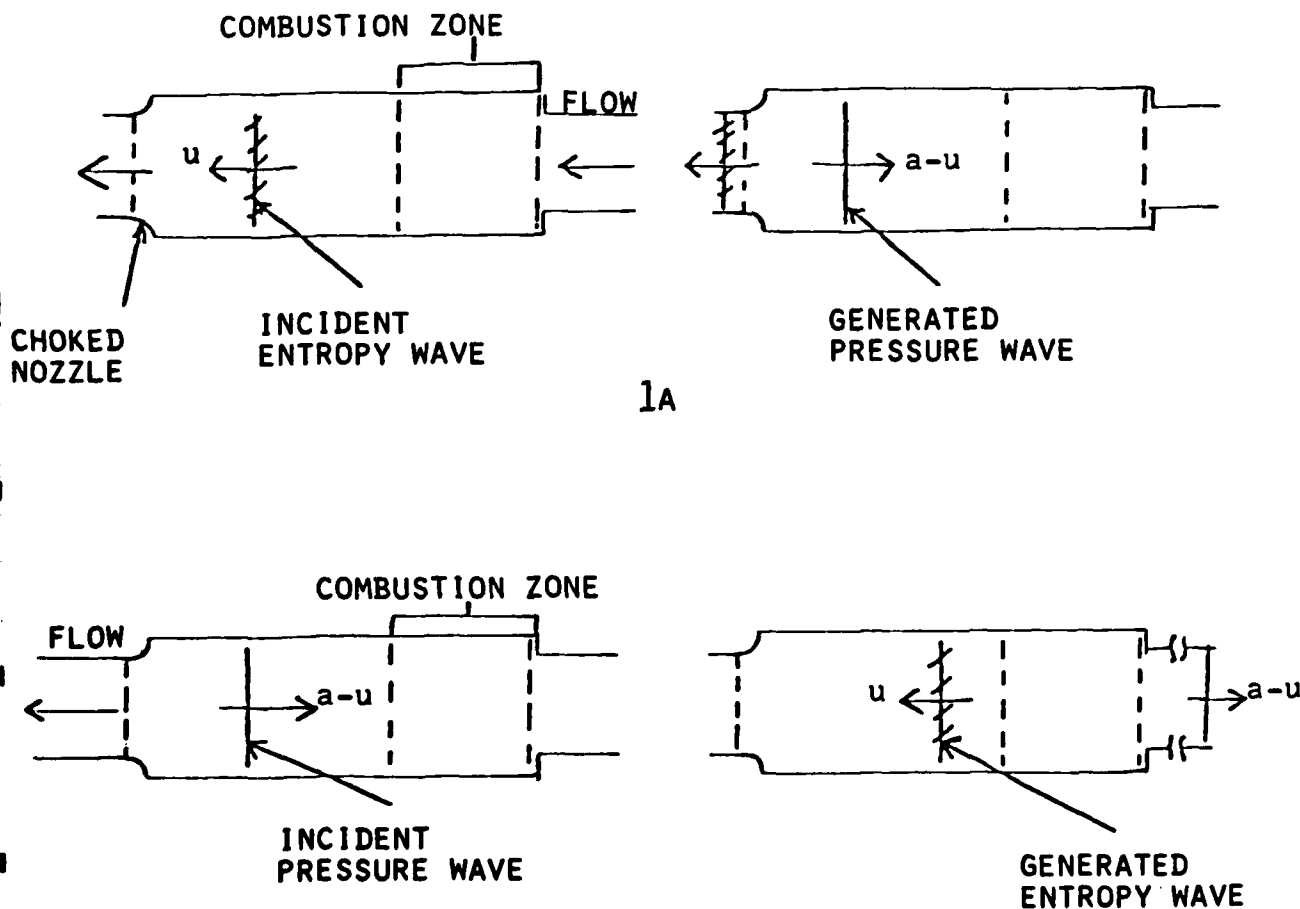 COMBUSTION ZONE
FLOW
u
a-u
CHOKED
NOZZLE
INCIDENT
ENTROPY WAVE
GENERATED
PRESSURE WAVE
1A
COMBUSTION ZONE
FLOW
a-u
u
a-u
INCIDENT
PRESSURE WAVE
GENERATED
ENTROPY WAVE